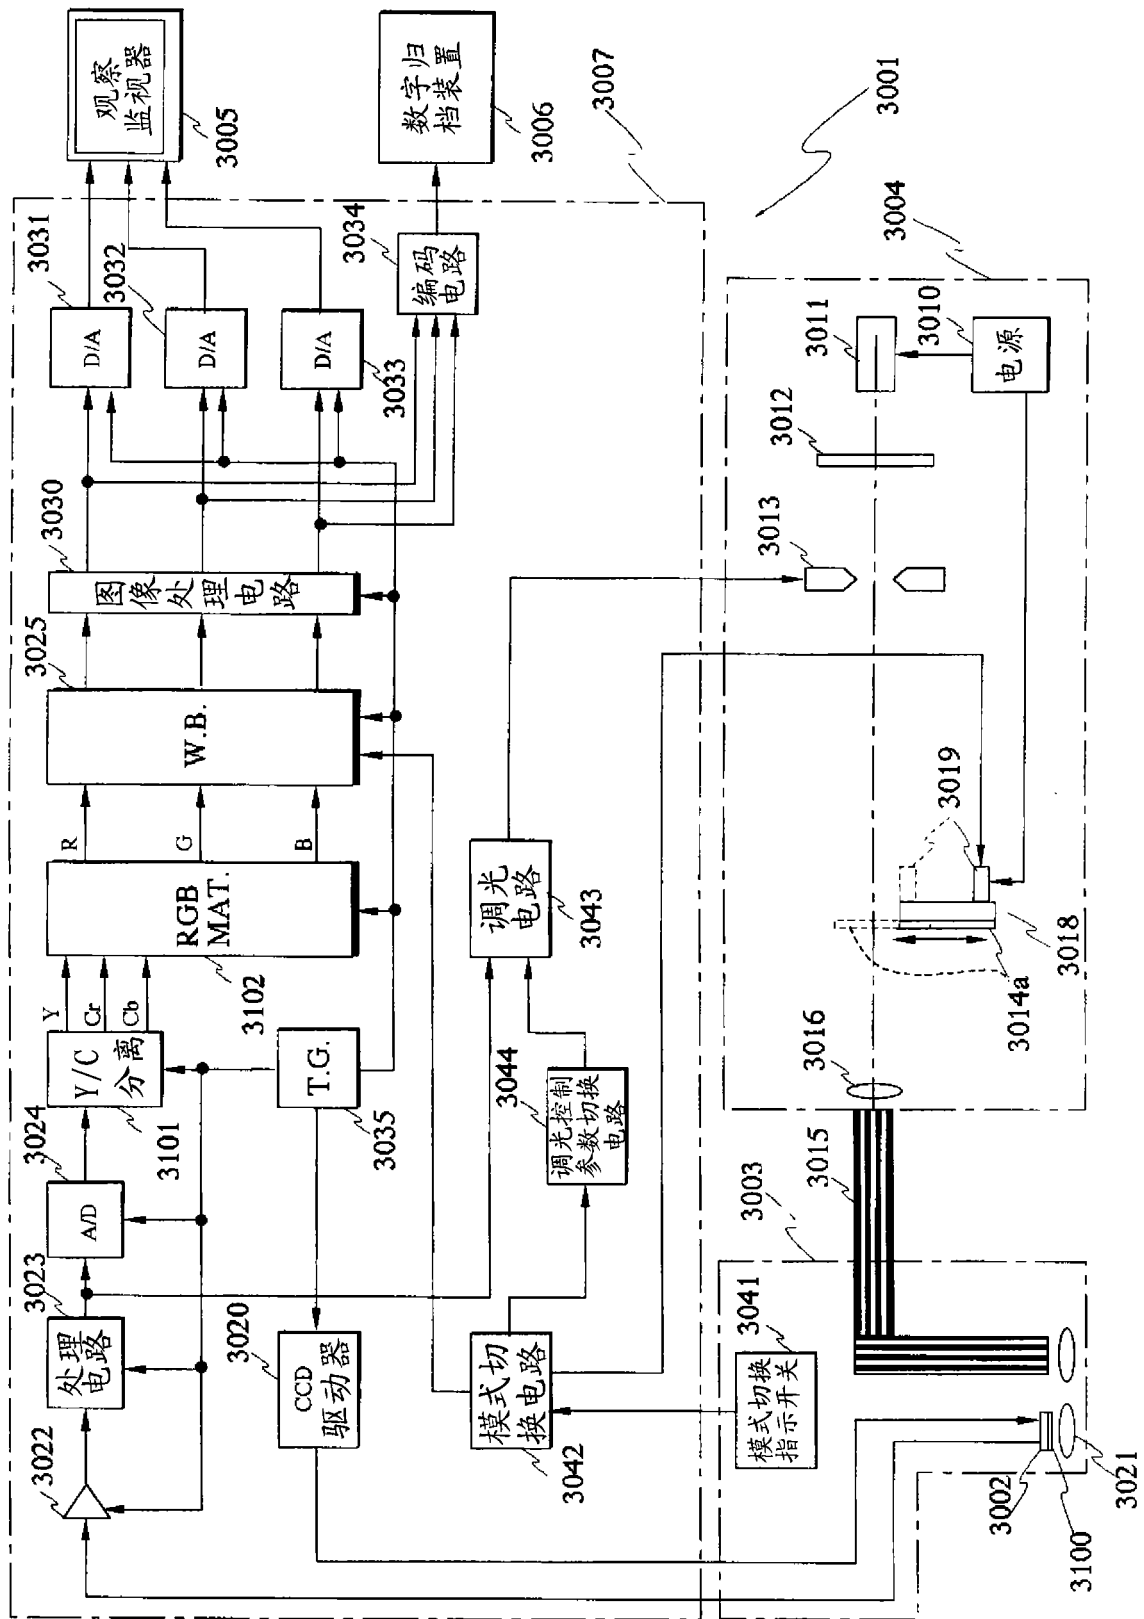 观察
监视器
3005
数字归
档装置
3006
3007
3001
3031
D/A
3032
D/A
D/A
3033
3034
编码
电路
3030
图像处理电路
3025
W.B.
R
G
B
RGB
MAT.
3102
Y
Cr
Cb
Y/C
分离
3101
3024
A/D
3023
处理
电路
3022
T.G.
3035
3020
CCD
驱动器
调光
电路
3043
3044
调光控制
参数切换
电路
模式切
换电路
3042
3004
3011
3010
电源
3012
3013
3019
3018
3014a
3016
3015
3003
3041
模式切换
指示开关
3002
3100
3021